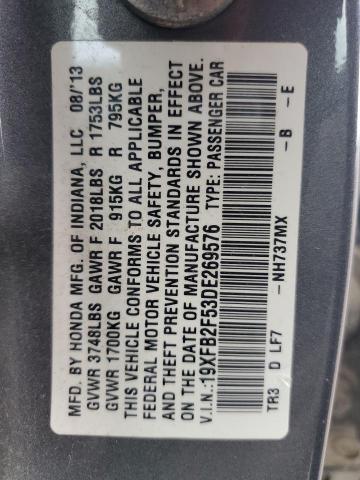 MFD. BY HONDA MFG. OF INDIANA, LLC 08/'13
GVWR 3748LBS GAWR F 2018LBS R 1753LBS
GVWR 1700KG GAWR F 915KG R 795KG
THIS VEHICLE CONFORMS TO ALL APPLICABLE
FEDERAL MOTOR VEHICLE SAFETY, BUMPER,
AND THEFT PREVENTION STANDARDS IN EFFECT
ON THE DATE OF MANUFACTURE SHOWN ABOVE.
V.I.N.:19XFB2F53DE269576 TYPE: PASSENGER CAR
TR3 D LF7 -NH737MX -B -E